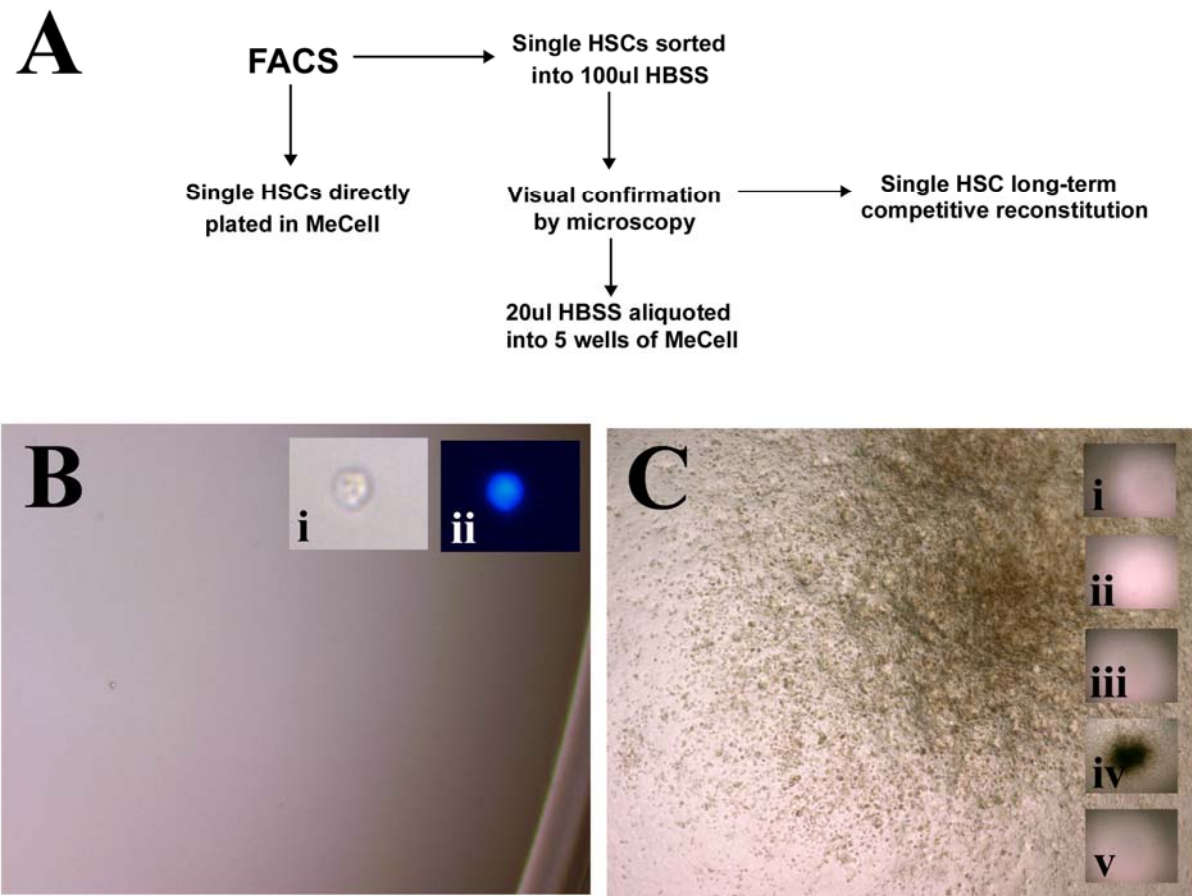 A
FACS
Single HSCs sorted
into 100ul HBSS
Single HSCs directly
plated in MeCell
Visual confirmation
by microscopy
Single HSC long-term
competitive reconstitution
20ul HBSS aliquoted
into 5 wells of MeCell
B
i
ii
C
i
ii
iii
iv
v